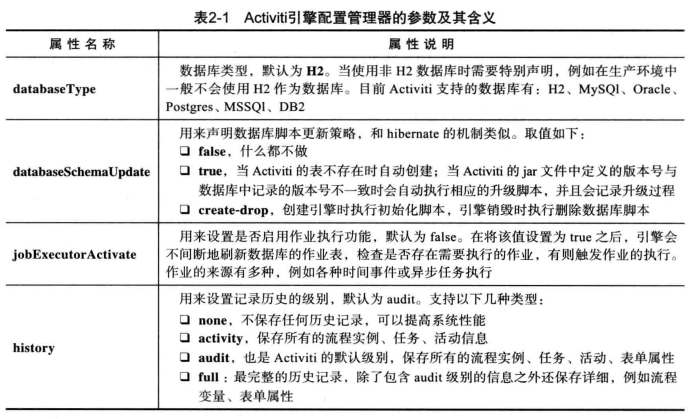 表2-1 Activiti引擎配置管理器的参数及其含义
属性名称 属性说明
databaseType
数据库类型，默认为 H2。当使用非 H2 数据库时需要特别声明，例如在生产环境中
一般不会使用 H2 作为数据库。目前 Activiti 支持的数据库有：H2、MySQl、Oracle、
Postgres、MSSQl、DB2
databaseSchemaUpdate
用来声明数据库脚本更新策略，和 hibernate 的机制类似。取值如下：
❑ false，什么都不做
❑ true，当 Activiti 的表不存在时自动创建；当 Activiti 的 jar 文件中定义的版本号与
数据库中记录的版本号不一致时会自动执行相应的升级脚本，并且会记录升级过程
❑ create-drop，创建引擎时执行初始化脚本，引擎销毁时执行删除数据库脚本
jobExecutorActivate
用来设置是否启用作业执行功能，默认为 false。在将该值设置为 true 之后，引擎会
不间断地刷新数据库的作业表，检查是否存在需要执行的作业，有则触发作业的执行。
作业的来源有多种，例如各种时间事件或异步任务执行
history
用来设置记录历史的级别，默认为 audit。支持以下几种类型：
❑ none，不保存任何历史记录，可以提高系统性能
❑ activity，保存所有的流程实例、任务、活动信息
❑ audit，也是 Activiti 的默认级别，保存所有的流程实例、任务、活动、表单属性
❑ full：最完整的历史记录，除了包含 audit 级别的信息之外还保存详细，例如流程
变量、表单属性